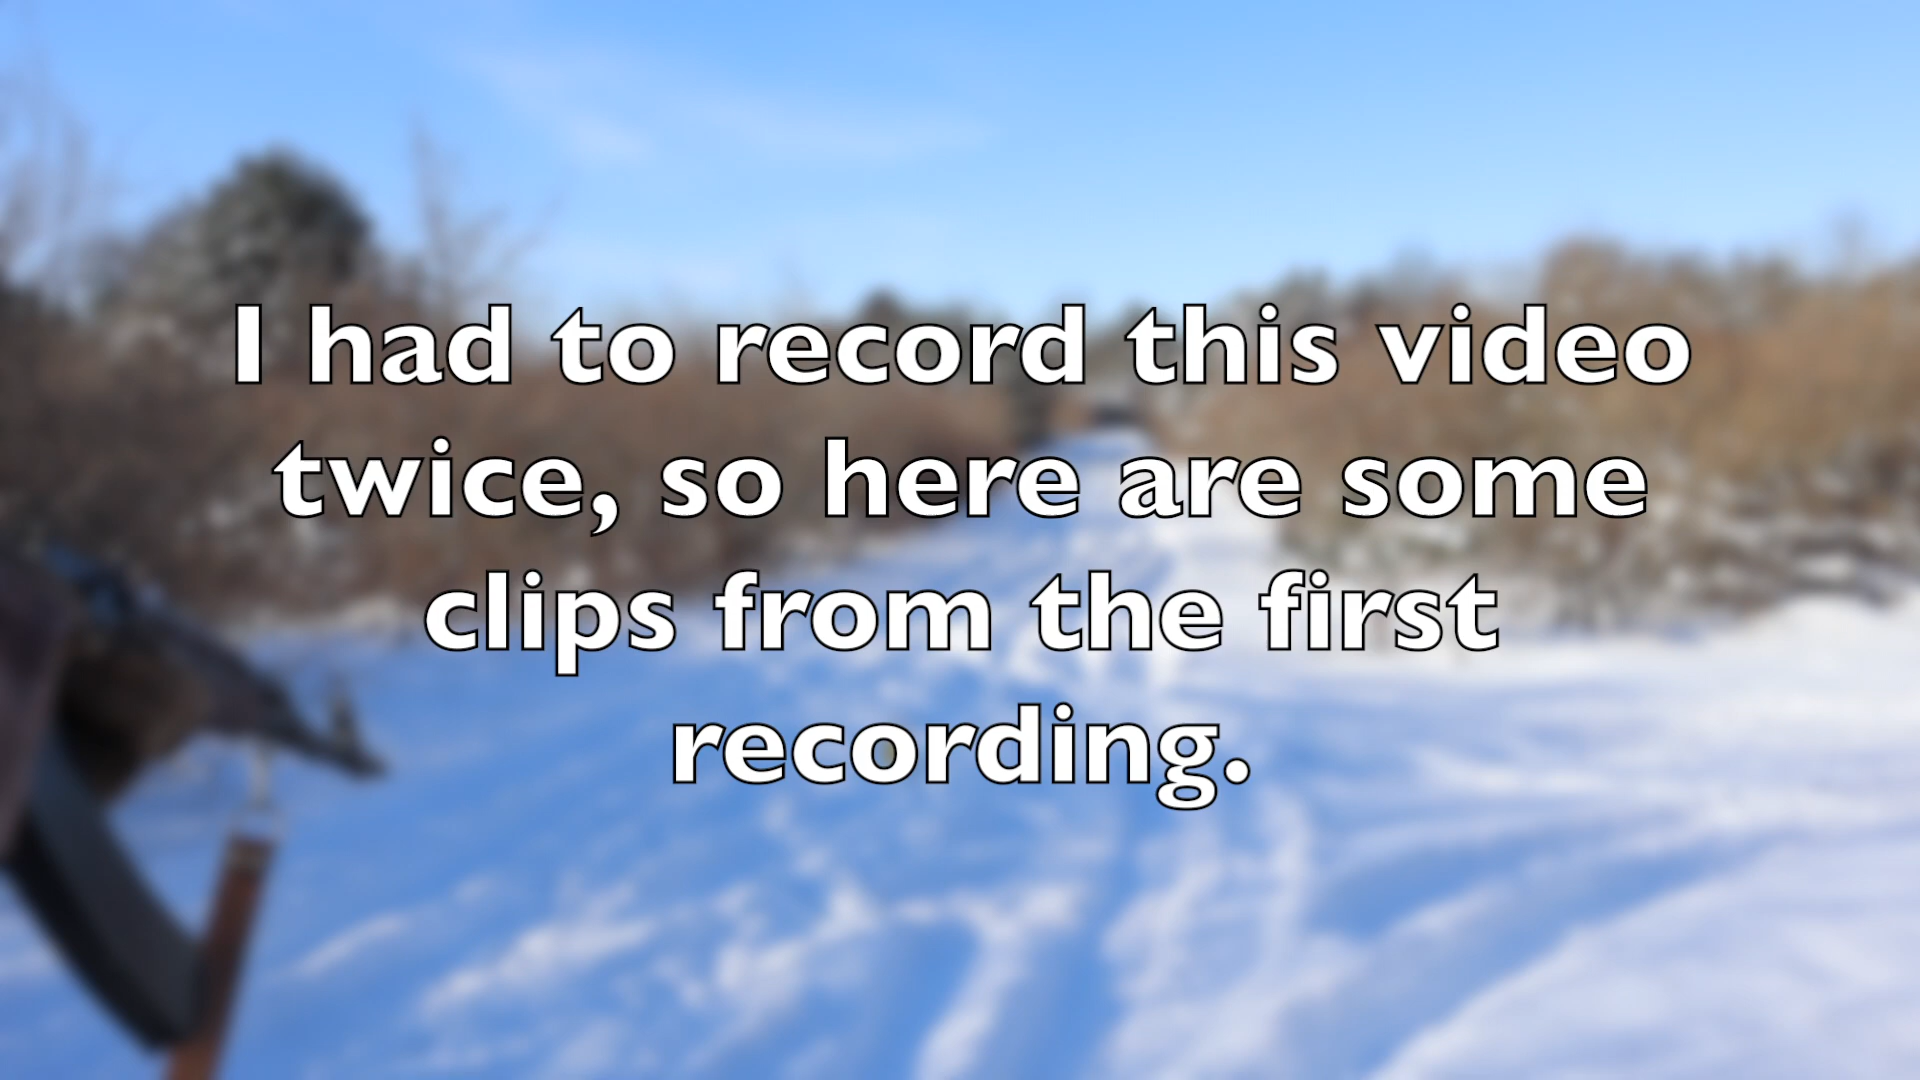 I had to record this video
twice, so here are some
clips from the first
recording.